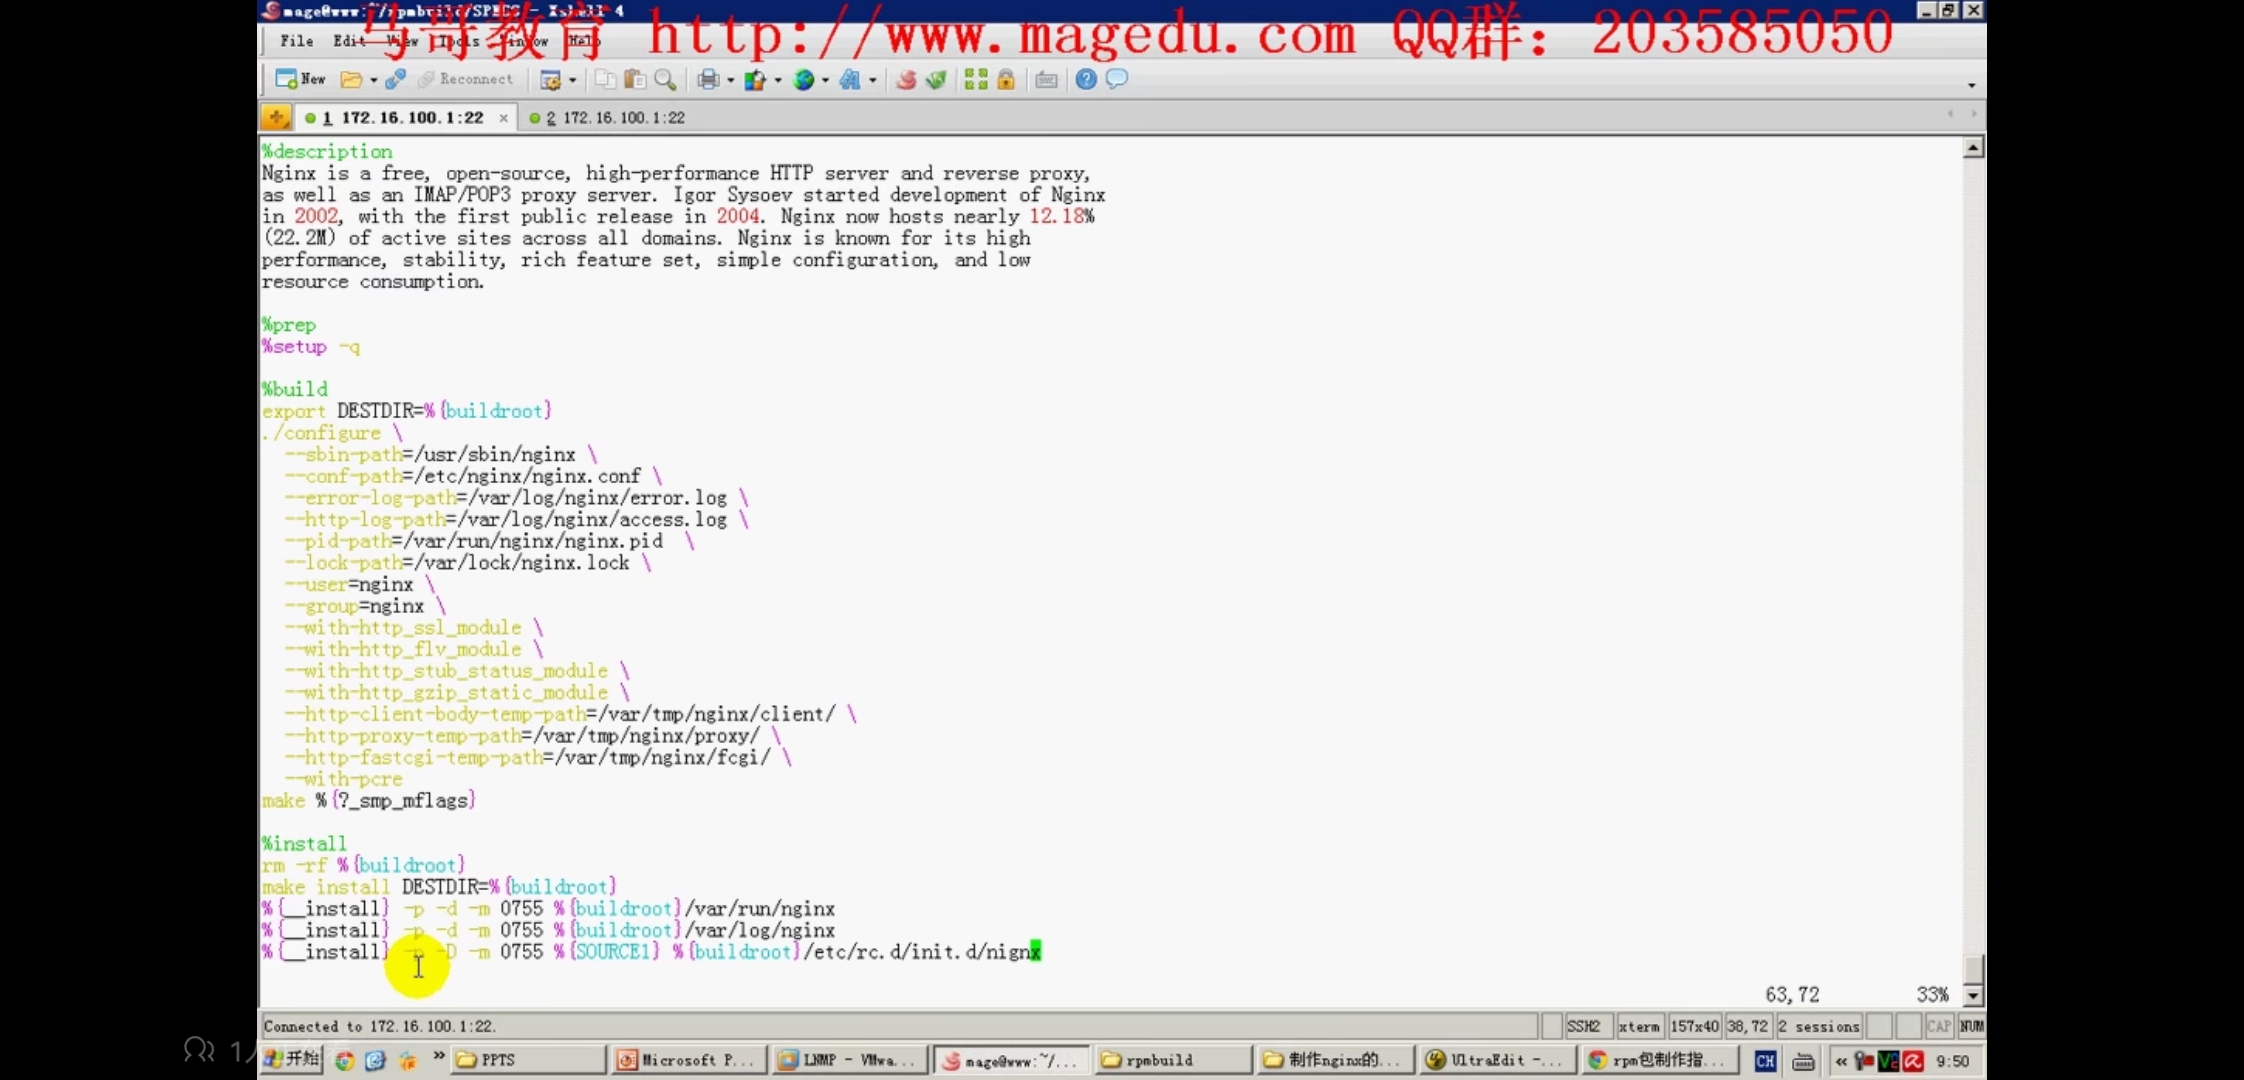 mage@www:~/rpmbuild/SPECS - Xshell 4
马哥教育 http://www.magedu.com QQ群：203585050
File Edit View Tools Window Help
New Reconnect
1 172.16.100.1:22 × 2 172.16.100.1:22
%description
Nginx is a free, open-source, high-performance HTTP server and reverse proxy,
as well as an IMAP/POP3 proxy server. Igor Sysoev started development of Nginx
in 2002, with the first public release in 2004. Nginx now hosts nearly 12.18%
(22.2M) of active sites across all domains. Nginx is known for its high
performance, stability, rich feature set, simple configuration, and low
resource consumption.
%prep
%setup -q
%build
export DESTDIR=%{buildroot}
./configure \
--sbin-path=/usr/sbin/nginx \
--conf-path=/etc/nginx/nginx.conf \
--error-log-path=/var/log/nginx/error.log \
--http-log-path=/var/log/nginx/access.log \
--pid-path=/var/run/nginx/nginx.pid  \
--lock-path=/var/lock/nginx.lock \
--user=nginx \
--group=nginx \
--with-http_ssl_module \
--with-http_flv_module \
--with-http_stub_status_module \
--with-http_gzip_static_module \
--http-client-body-temp-path=/var/tmp/nginx/client/ \
--http-proxy-temp-path=/var/tmp/nginx/proxy/ \
--http-fastcgi-temp-path=/var/tmp/nginx/fcgi/ \
--with-pcre
make %{?_smp_mflags}
%install
rm -rf %{buildroot}
make install DESTDIR=%{buildroot}
%{__install} -p -d -m 0755 %{buildroot}/var/run/nginx
%{__install} -p -d -m 0755 %{buildroot}/var/log/nginx
%{__install} -p -D -m 0755 %{SOURCE1} %{buildroot}/etc/rc.d/init.d/nignx
63,72 33%
Connected to 172.16.100.1:22. SSH2 xterm 157x40 38,72 2 sessions CAP NUM
开始 » PPTS Microsoft P... LNMP - VMwa... mage@www:~/... rpmbuild 制作nginx的... UltraEdit -... rpm包制作指... CH « 9:50